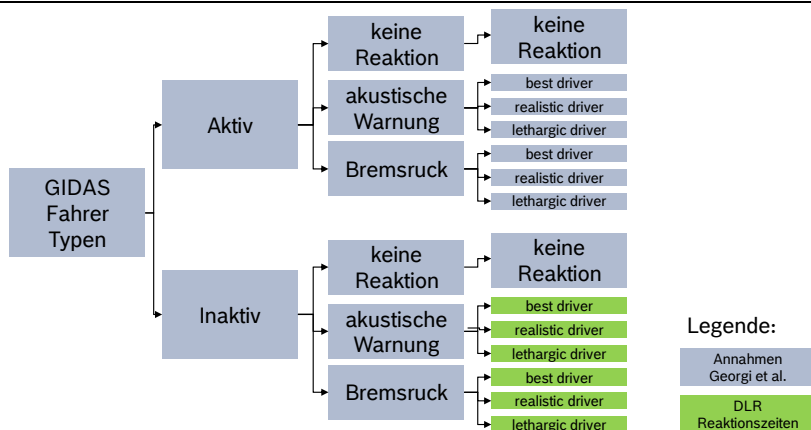 GIDAS
Fahrer
Typen
Aktiv
keine
Reaktion
keine
Reaktion
akustische
Warnung
best driver
realistic driver
lethargic driver
Bremsruck
best driver
realistic driver
lethargic driver
Inaktiv
keine
Reaktion
keine
Reaktion
akustische
Warnung
best driver
realistic driver
lethargic driver
Bremsruck
best driver
realistic driver
lethargic driver
Legende:
Annahmen
Georgi et al.
DLR
Reaktionszeiten